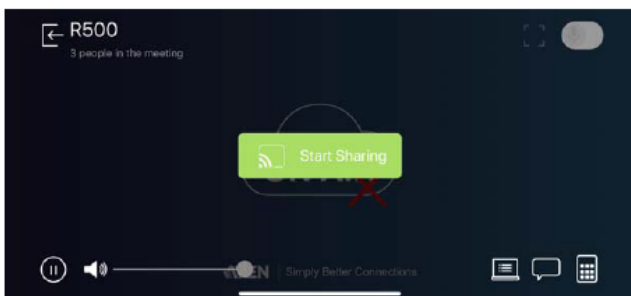 R500
3 people in the meeting
Start Sharing
Simply Better Connections